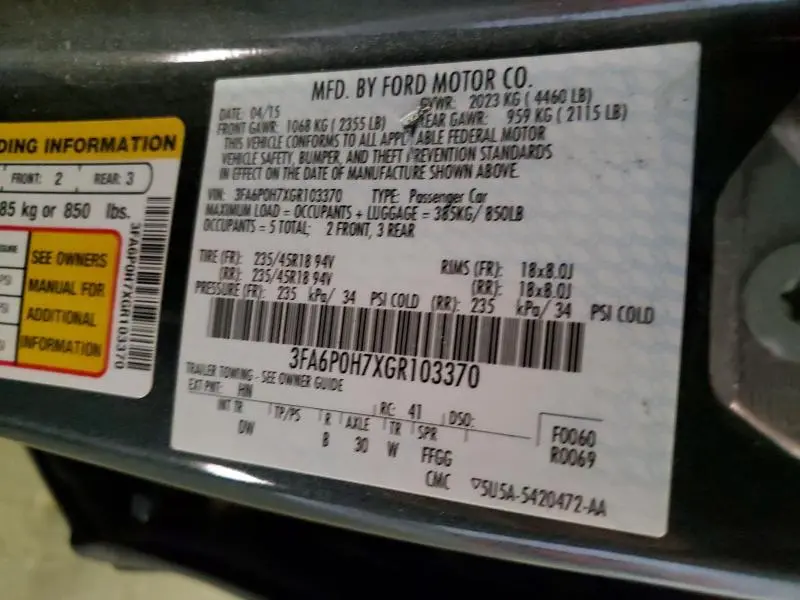 DING INFORMATION
FRONT: 2 REAR: 3
85 kg or 850 lbs.
SEE OWNERS
MANUAL FOR
ADDITIONAL
INFORMATION
3FA6P0H7XGR103370
MFD. BY FORD MOTOR CO.
DATE: 04/15 GVWR: 2023 KG ( 4460 LB)
FRONT GAWR: 1068 KG ( 2355 LB) REAR GAWR: 959 KG ( 2115 LB)
THIS VEHICLE CONFORMS TO ALL APPLICABLE FEDERAL MOTOR
VEHICLE SAFETY, BUMPER, AND THEFT PREVENTION STANDARDS
IN EFFECT ON THE DATE OF MANUFACTURE SHOWN ABOVE.
VIN: 3FA6P0H7XGR103370 TYPE: Passenger Car
MAXIMUM LOAD = OCCUPANTS + LUGGAGE = 385KG/ 850LB
OCCUPANTS = 5 TOTAL; 2 FRONT, 3 REAR
TIRE (FR): 235/45R18 94V RIMS (FR): 18x8.0J
(RR): 235/45R18 94V (RR): 18x8.0J
PRESSURE (FR): 235 kPa/ 34 PSI COLD (RR): 235 kPa/ 34 PSI COLD
3FA6P0H7XGR103370
TRAILER TOWING - SEE OWNER GUIDE
EXT PNT: HN RC: 41 DSO:
INT TR TP/PS R AXLE TR SPR F0060
DW B 30 W FFGG R0069
CMC 5U5A-5420472-AA